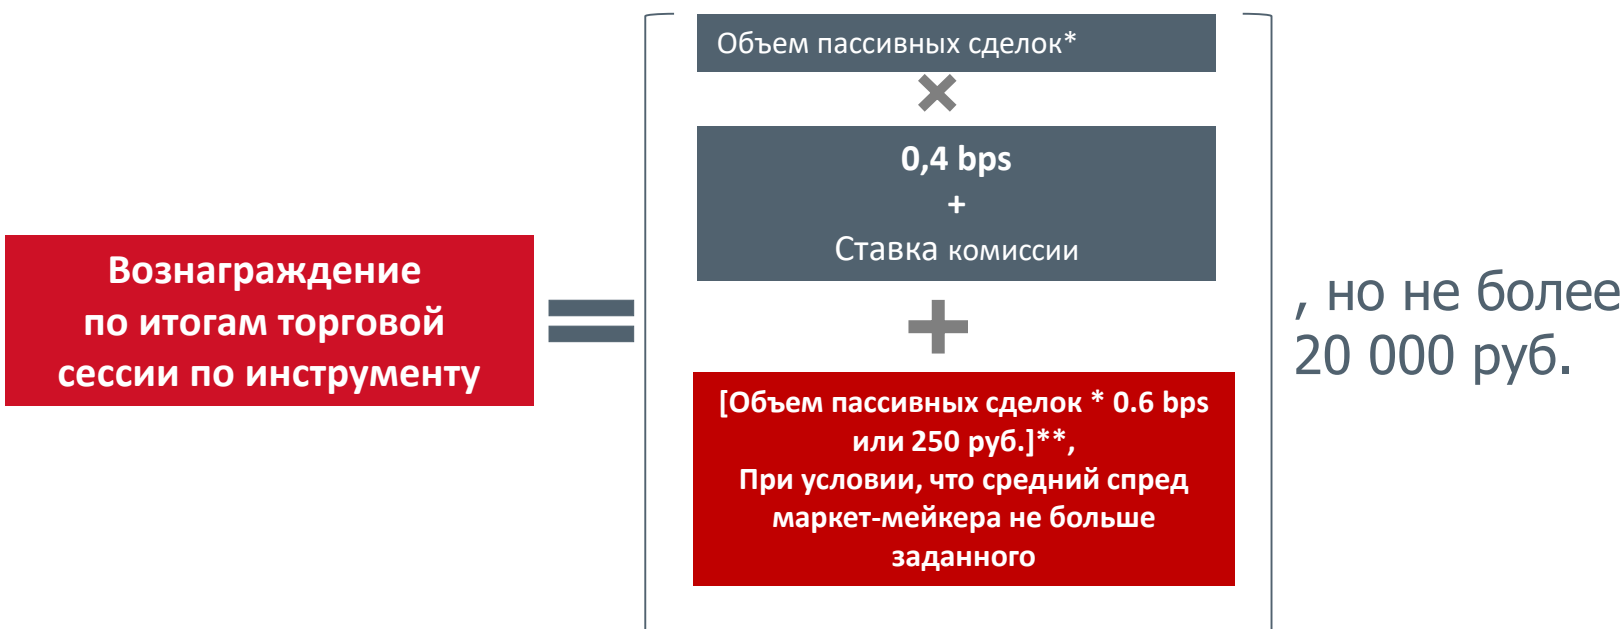 Объем пассивных сделок*
×
0,4 bps
+
Ставка комиссии
Вознаграждение
по итогам торговой
сессии по инструменту
=
+
, но не более
20 000 руб.
[Объем пассивных сделок * 0.6 bps
или 250 руб.]**,
При условии, что средний спред
маркет-мейкера не больше
заданного